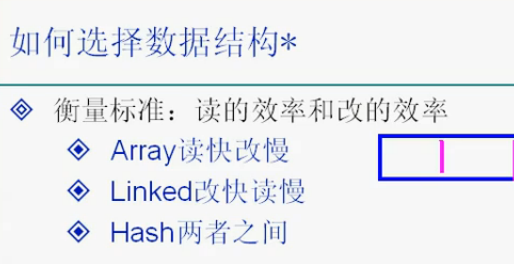 如何选择数据结构*
衡量标准：读的效率和改的效率
Array读快改慢
Linked改快读慢
Hash两者之间